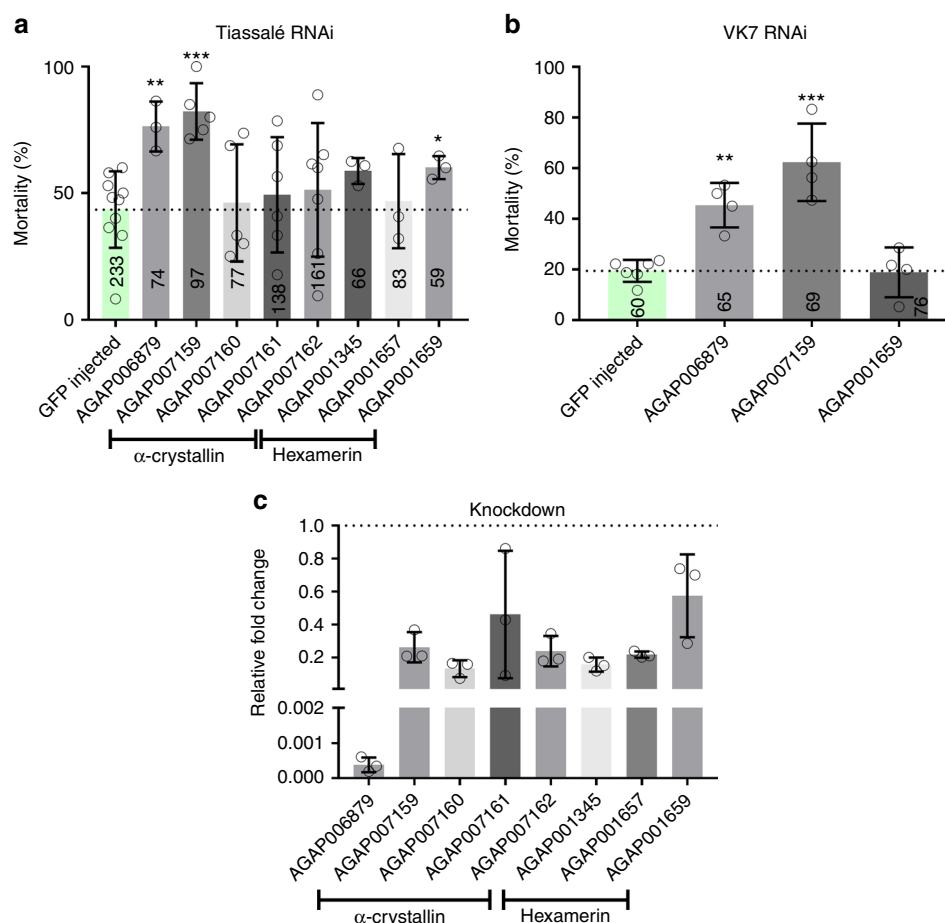 a
Tiassalé RNAi
**
***
*
100
50
0
Mortality (%)
233
74
97
77
138
161
66
83
59
GFP injected
AGAP006879
AGAP007159
AGAP007160
AGAP007161
AGAP007162
AGAP001345
AGAP001657
AGAP001659
α-crystallin
Hexamerin
b
VK7 RNAi
**
***
100
80
60
40
20
0
Mortality (%)
60
65
69
76
GFP injected
AGAP006879
AGAP007159
AGAP001659
c
Knockdown
1.0
0.8
0.6
0.4
0.2
0.002
0.001
0.000
Relative fold change
AGAP006879
AGAP007159
AGAP007160
AGAP007161
AGAP007162
AGAP001345
AGAP001657
AGAP001659
α-crystallin
Hexamerin